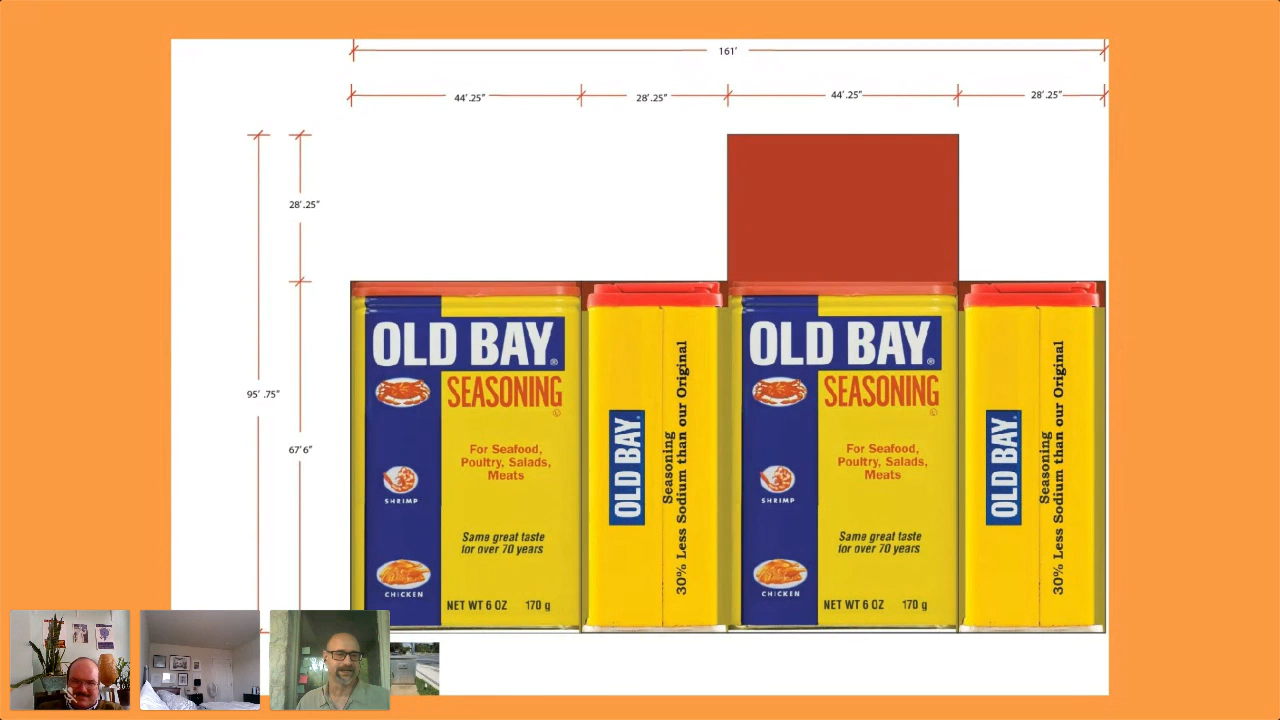 161'
44'.25"
28'.25"
44'.25"
28'.25"
28'.25"
95' .75"
67'6"
OLD BAY®
SEASONING
For Seafood,
Poultry, Salads,
Meats
SHRIMP
Same great taste
for over 70 years
CHICKEN
NET WT 6 OZ 170 g
OLD BAY®
Seasoning
30% Less Sodium than our Original
OLD BAY®
SEASONING
For Seafood,
Poultry, Salads,
Meats
SHRIMP
Same great taste
for over 70 years
CHICKEN
NET WT 6 OZ 170 g
OLD BAY®
Seasoning
30% Less Sodium than our Original